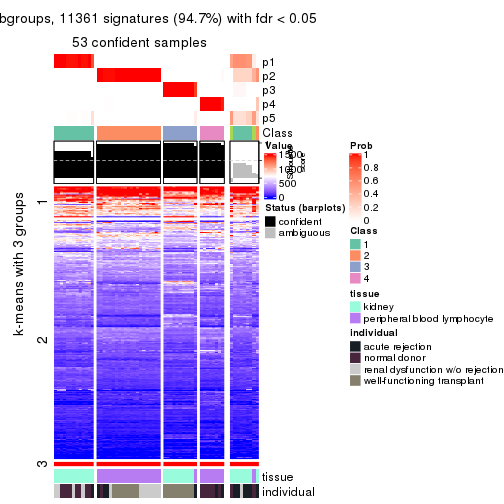 bgroups, 11361 signatures (94.7%) with fdr < 0.05
53 confident samples
p1
p2
p3
p4
p5
Class
k-means with 3 groups
1
2
3
Value
1500
1000
500
0
Status (barplots)
confident
ambiguous
Prob
1
0.8
0.6
0.4
0.2
0
Class
1
2
3
4
tissue
kidney
peripheral blood lymphocyte
individual
acute rejection
normal donor
renal dysfunction w/o rejection
well-functioning transplant
tissue
individual